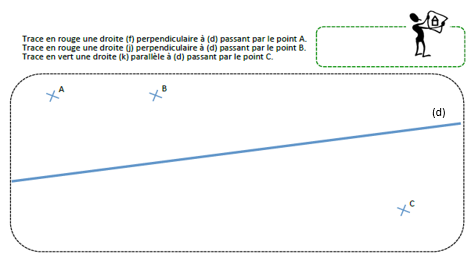 Trace en rouge une droite (f) perpendiculaire à (d) passant par le point A.
Trace en rouge une droite (j) perpendiculaire à (d) passant par le point B.
Trace en vert une droite (k) parallèle à (d) passant par le point C.
A
B
(d)
C